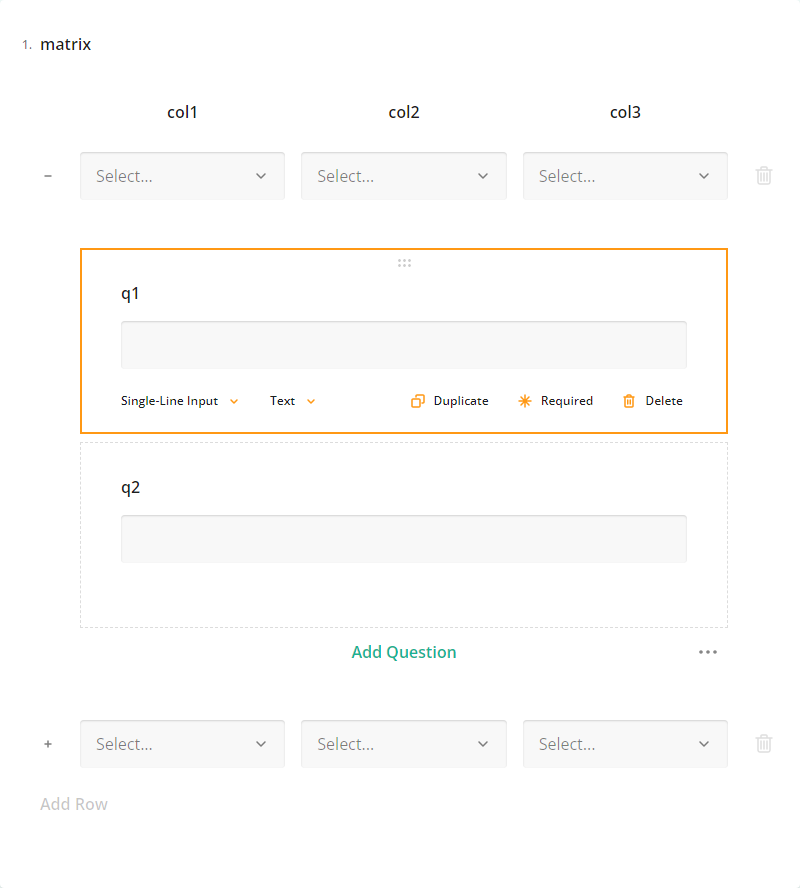 1. matrix
col1 col2 col3
Select... Select... Select...
q1
Single-Line Input Text Duplicate Required Delete
q2
Add Question
Select... Select... Select...
Add Row